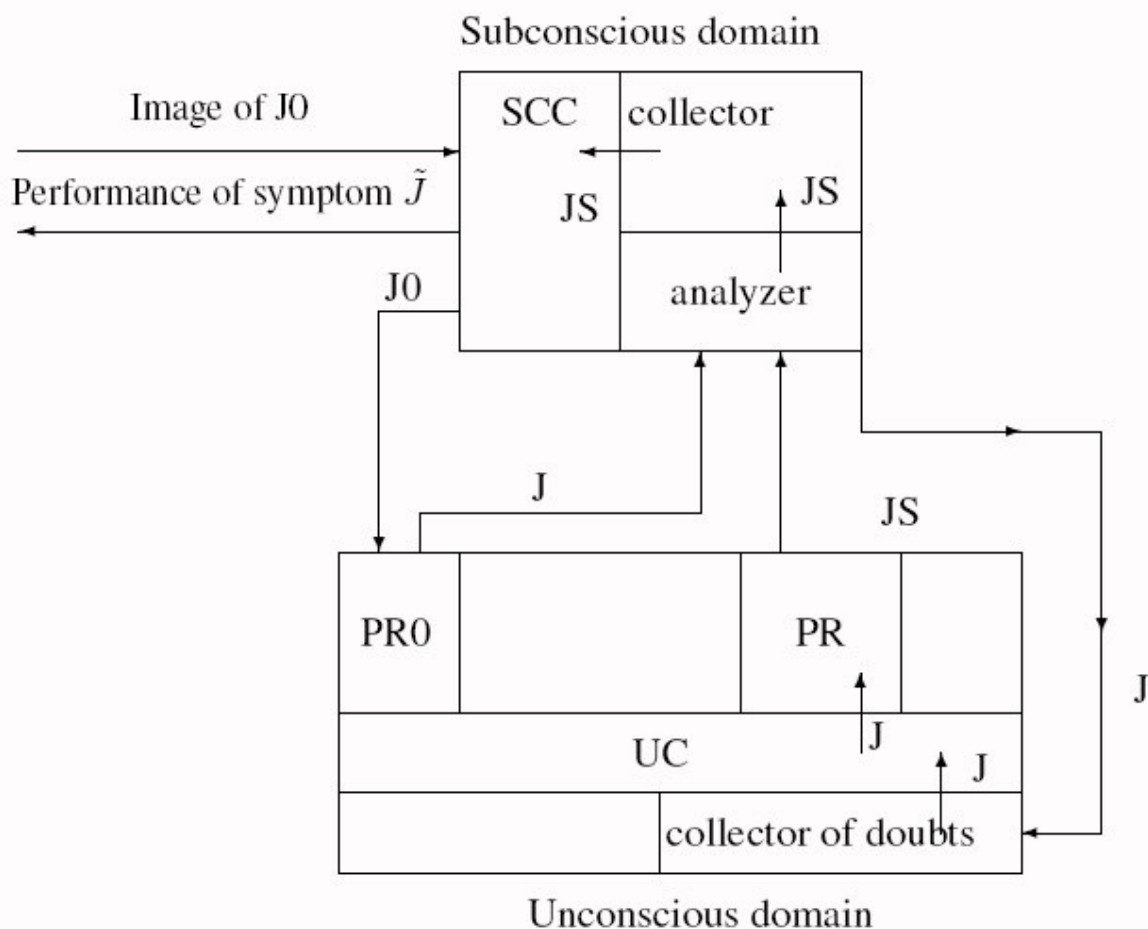 Subconscious domain
Image of J0
SCC
collector
Performance of symptom J̃
JS
JS
J0
analyzer
J
JS
PR0
PR
J
UC
J
J
collector of doubts
Unconscious domain